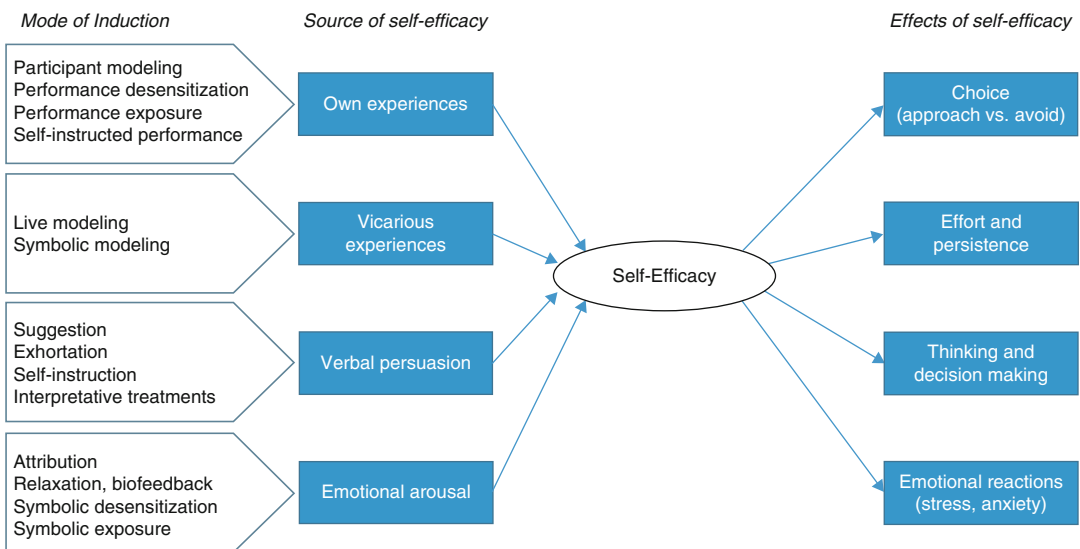 Mode of Induction
Source of self-efficacy
Effects of self-efficacy
Participant modeling
Performance desensitization
Performance exposure
Self-instructed performance
Own experiences
Choice
(approach vs. avoid)
Live modeling
Symbolic modeling
Vicarious
experiences
Effort and
persistence
Self-Efficacy
Suggestion
Exhortation
Self-instruction
Interpretative treatments
Verbal persuasion
Thinking and
decision making
Attribution
Relaxation, biofeedback
Symbolic desensitization
Symbolic exposure
Emotional arousal
Emotional reactions
(stress, anxiety)